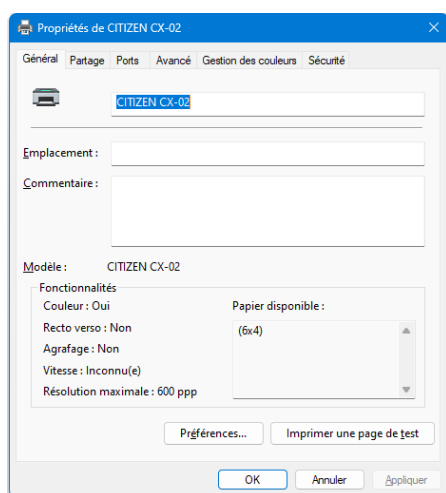 Propriétés de CITIZEN CX-02
Général Partage Ports Avancé Gestion des couleurs Sécurité
CITIZEN CX-02
Emplacement :
Commentaire :
Modèle : CITIZEN CX-02
Fonctionnalités
Couleur : Oui
Papier disponible :
Recto verso : Non
(6x4)
Agrafage : Non
Vitesse : Inconnu(e)
Résolution maximale : 600 ppp
Préférences... Imprimer une page de test
OK Annuler Appliquer